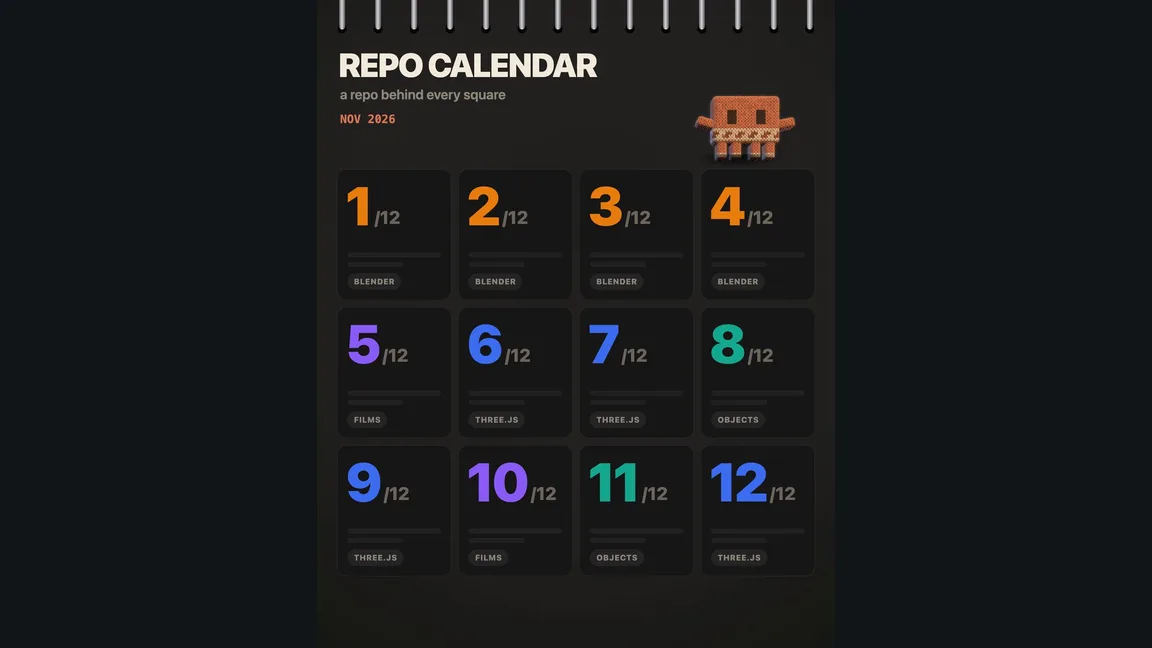 REPO CALENDAR
a repo behind every square
NOV 2026
1/12
2/12
3/12
4/12
BLENDER
BLENDER
BLENDER
BLENDER
5/12
6/12
7/12
8/12
FILMS
THREE.JS
THREE.JS
OBJECTS
9/12
10/12
11/12
12/12
THREE.JS
FILMS
OBJECTS
THREE.JS